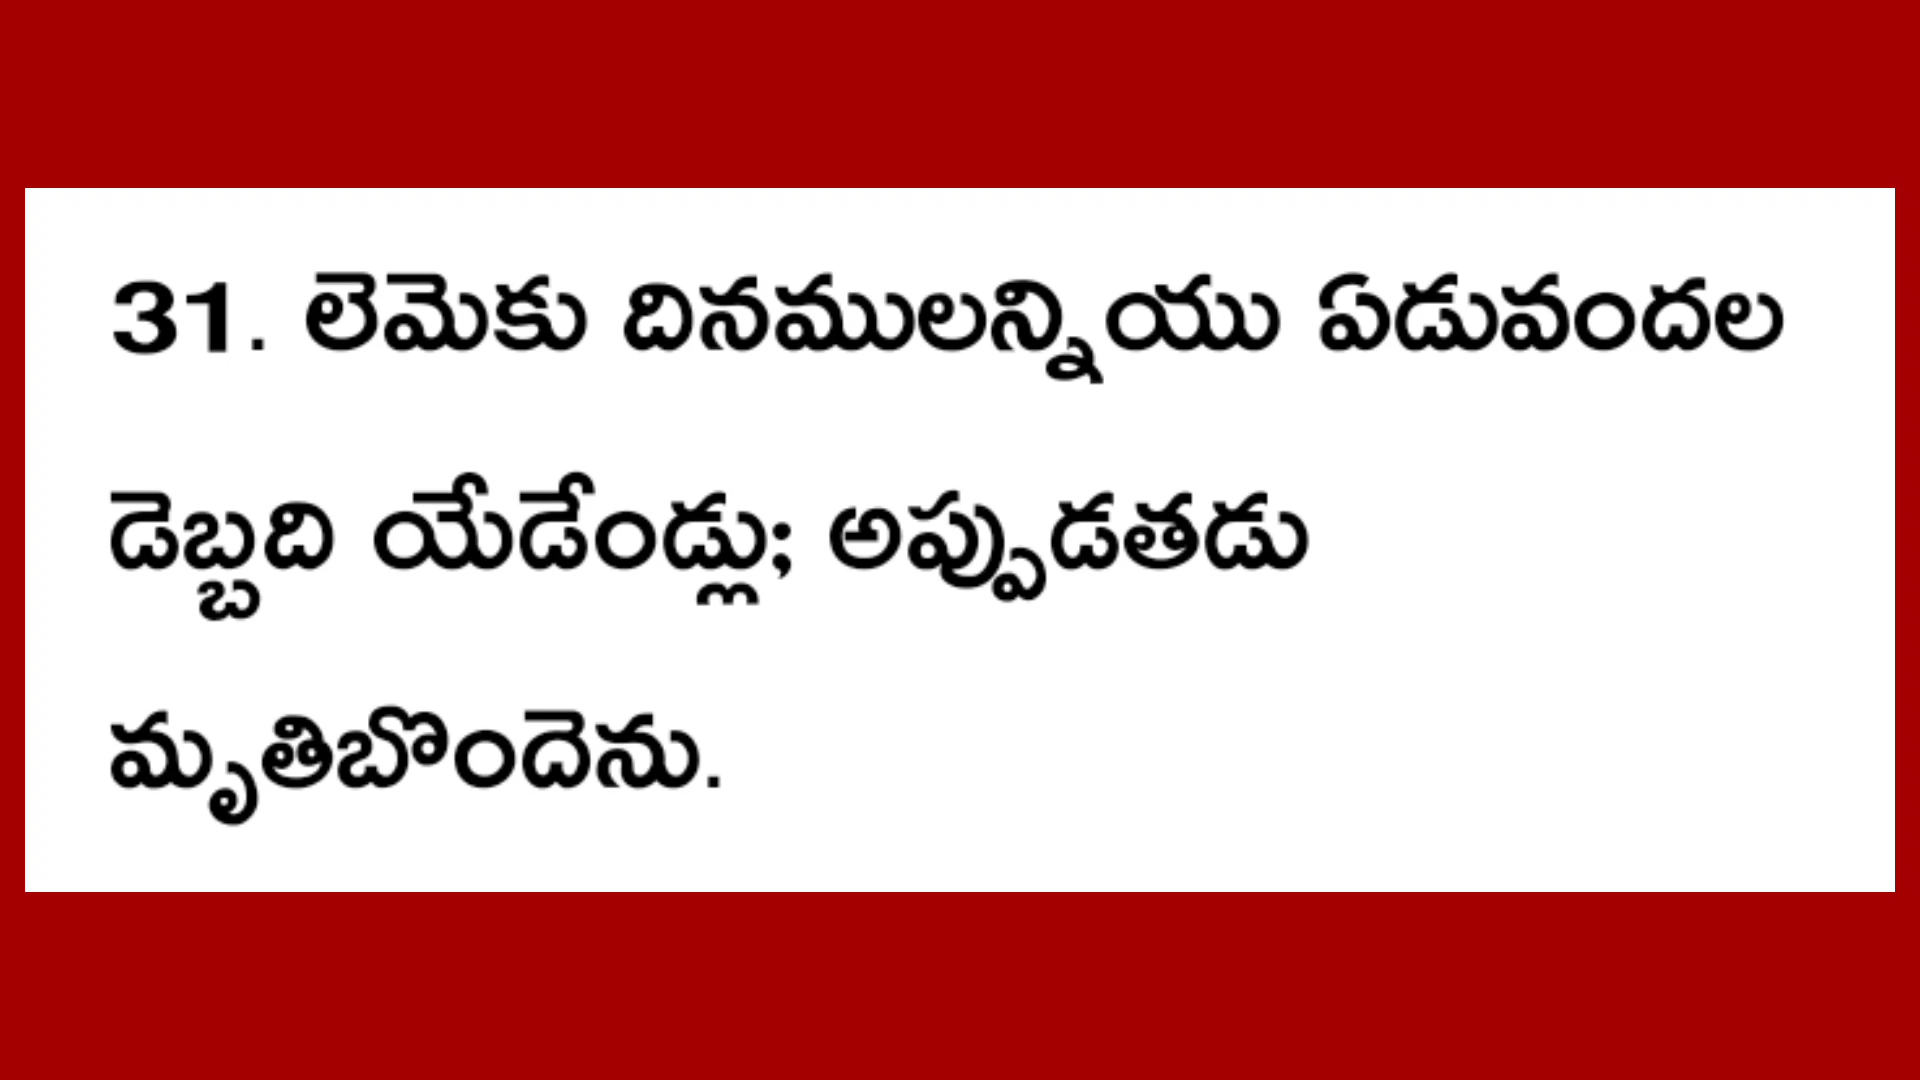 31. లెమెకు దినములన్నియు ఏడువందల
డెబ్బది యేడేండ్లు; అప్పుడతడు
మృతిబొందెను.